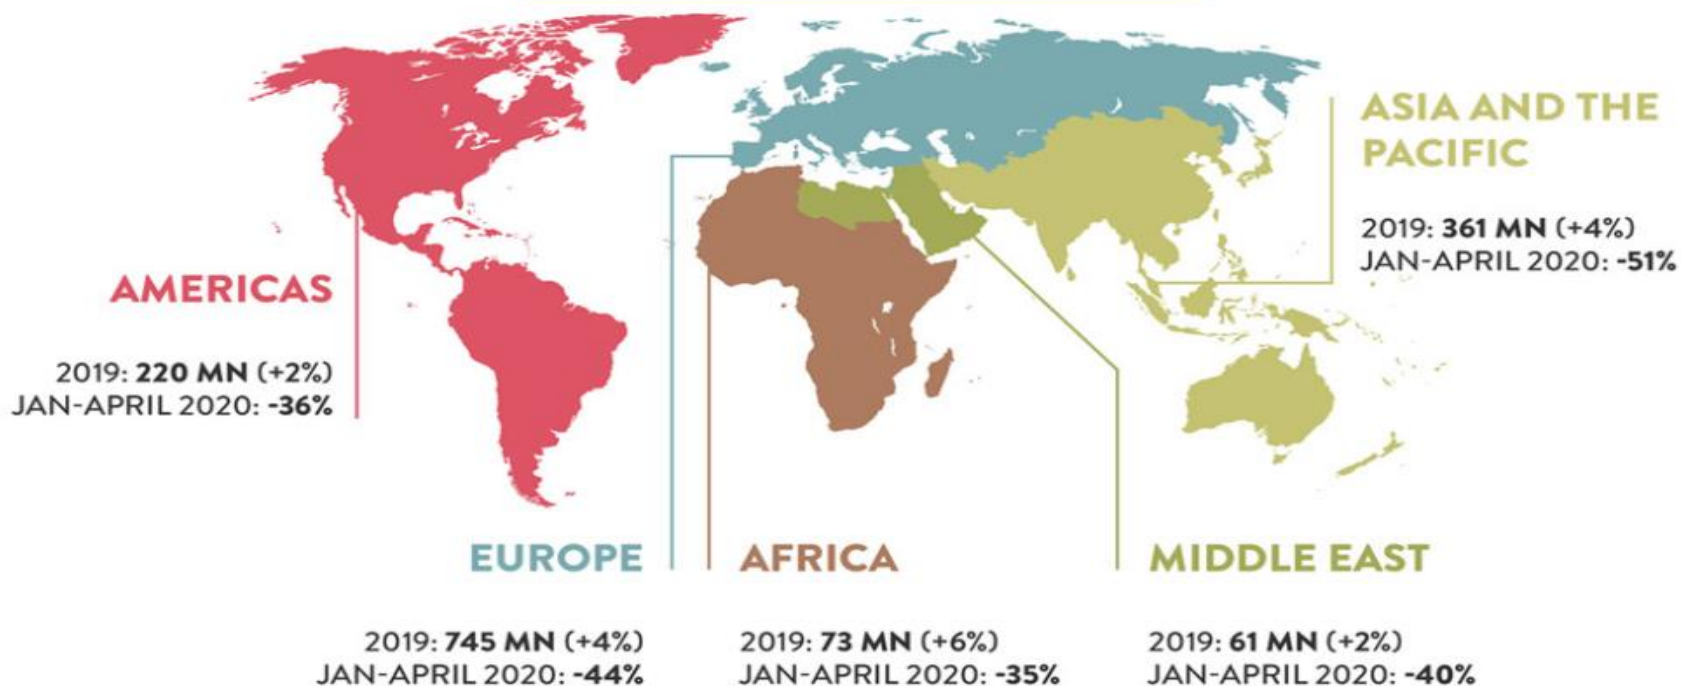 ASIA AND THE
PACIFIC
2019: 361 MN (+4%)
JAN-APRIL 2020: -51%
AMERICAS
2019: 220 MN (+2%)
JAN-APRIL 2020: -36%
EUROPE
2019: 745 MN (+4%)
JAN-APRIL 2020: -44%
AFRICA
2019: 73 MN (+6%)
JAN-APRIL 2020: -35%
MIDDLE EAST
2019: 61 MN (+2%)
JAN-APRIL 2020: -40%